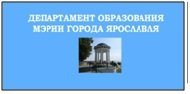 ДЕПАРТАМЕНТ ОБРАЗОВАНИЯ
МЭРИИ ГОРОДА ЯРОСЛАВЛЯ